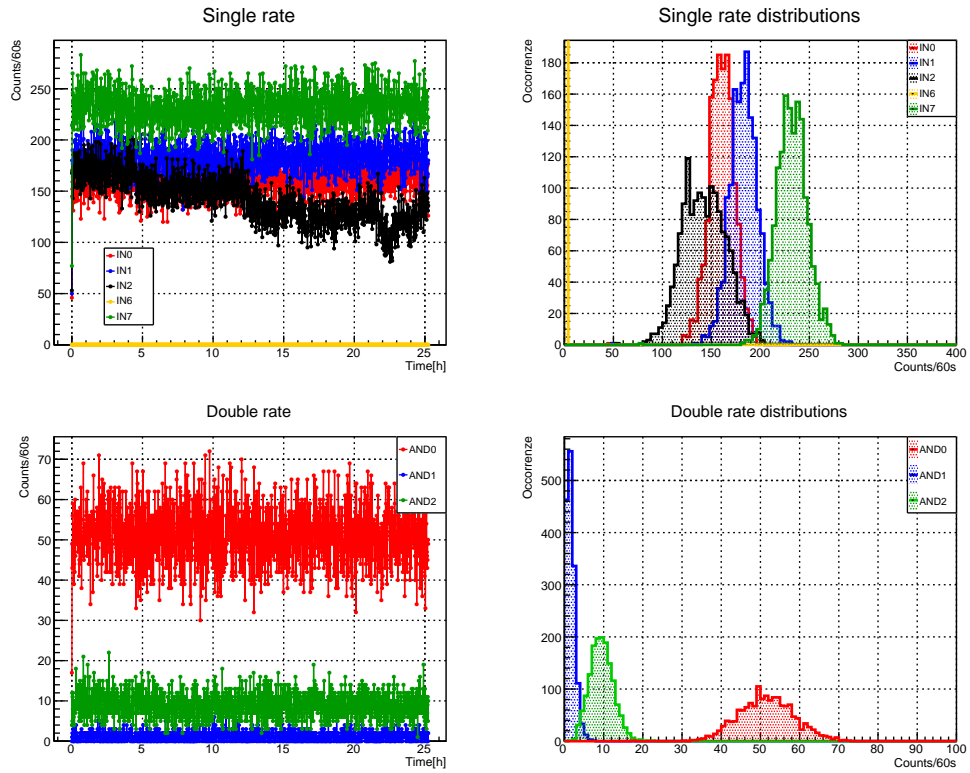 Single rate
Counts/60s
250
200
150
100
50
0
0 5 10 15 20 25
Time[h]
IN0
IN1
IN2
IN6
IN7
Single rate distributions
Occorrenze
180
160
140
120
100
80
60
40
20
0
0 50 100 150 200 250 300 350 400
Counts/60s
IN0
IN1
IN2
IN6
IN7
Double rate
Counts/60s
70
60
50
40
30
20
10
0
0 5 10 15 20 25
Time[h]
AND0
AND1
AND2
Double rate distributions
Occorrenze
500
400
300
200
100
0
0 10 20 30 40 50 60 70 80 90 100
Counts/60s
AND0
AND1
AND2